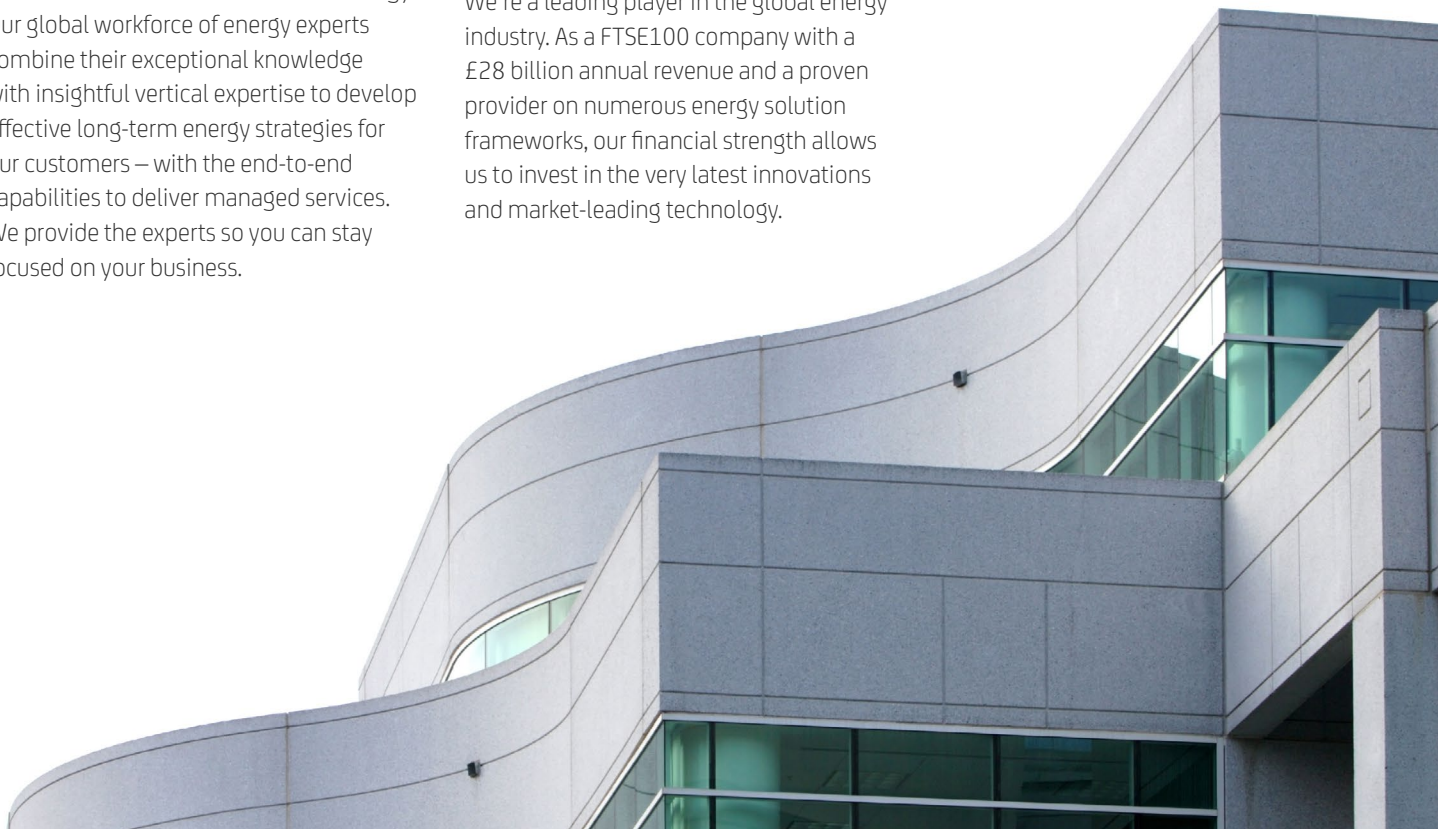 ur global workforce of energy experts
ombine their exceptional knowledge
ith insightful vertical expertise to develop
ffective long-term energy strategies for
ur customers – with the end-to-end
apabilities to deliver managed services.
e provide the experts so you can stay
ocused on your business.
We're a leading player in the global energy
industry. As a FTSE100 company with a
£28 billion annual revenue and a proven
provider on numerous energy solution
frameworks, our financial strength allows
us to invest in the very latest innovations
and market-leading technology.